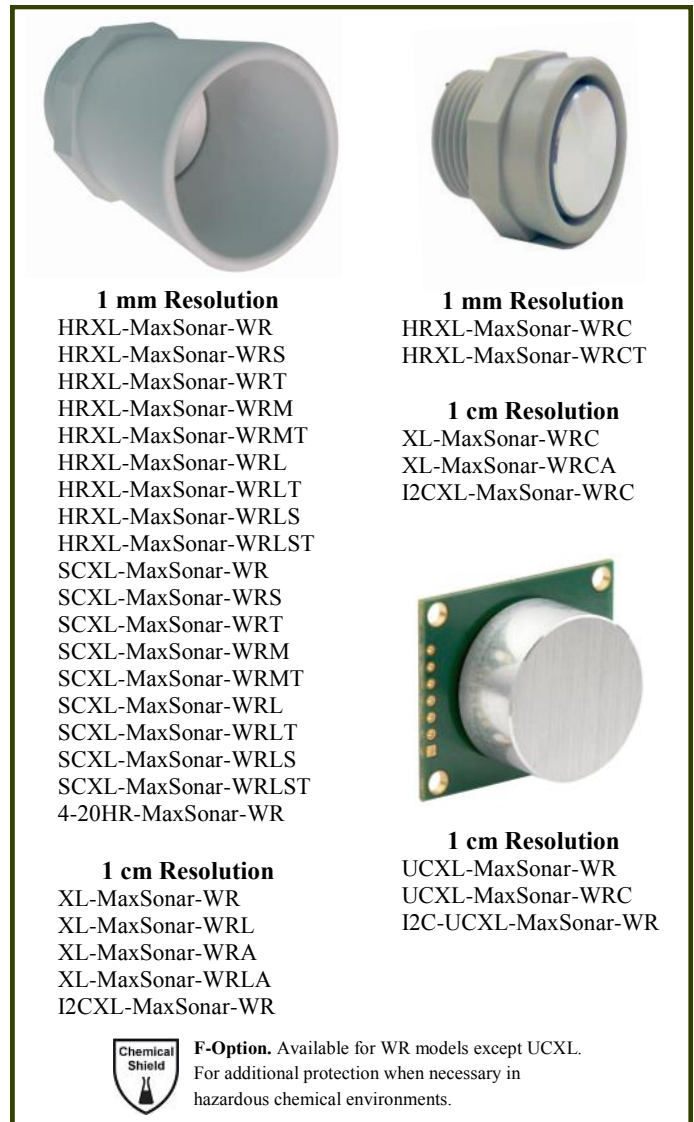 1 mm Resolution
HRXL-MaxSonar-WR
HRXL-MaxSonar-WRS
HRXL-MaxSonar-WRT
HRXL-MaxSonar-WRM
HRXL-MaxSonar-WRMT
HRXL-MaxSonar-WRL
HRXL-MaxSonar-WRLT
HRXL-MaxSonar-WRLS
HRXL-MaxSonar-WRLST
SCXL-MaxSonar-WR
SCXL-MaxSonar-WRS
SCXL-MaxSonar-WRT
SCXL-MaxSonar-WRM
SCXL-MaxSonar-WRMT
SCXL-MaxSonar-WRL
SCXL-MaxSonar-WRLT
SCXL-MaxSonar-WRLS
SCXL-MaxSonar-WRLST
4-20HR-MaxSonar-WR
1 cm Resolution
XL-MaxSonar-WR
XL-MaxSonar-WRL
XL-MaxSonar-WRA
XL-MaxSonar-WRLA
I2CXL-MaxSonar-WR
1 mm Resolution
HRXL-MaxSonar-WRC
HRXL-MaxSonar-WRCT
1 cm Resolution
XL-MaxSonar-WRC
XL-MaxSonar-WRCA
I2CXL-MaxSonar-WRC
1 cm Resolution
UCXL-MaxSonar-WR
UCXL-MaxSonar-WRC
I2C-UCXL-MaxSonar-WR
Chemical
Shield
F-Option. Available for WR models except UCXL.
For additional protection when necessary in
hazardous chemical environments.